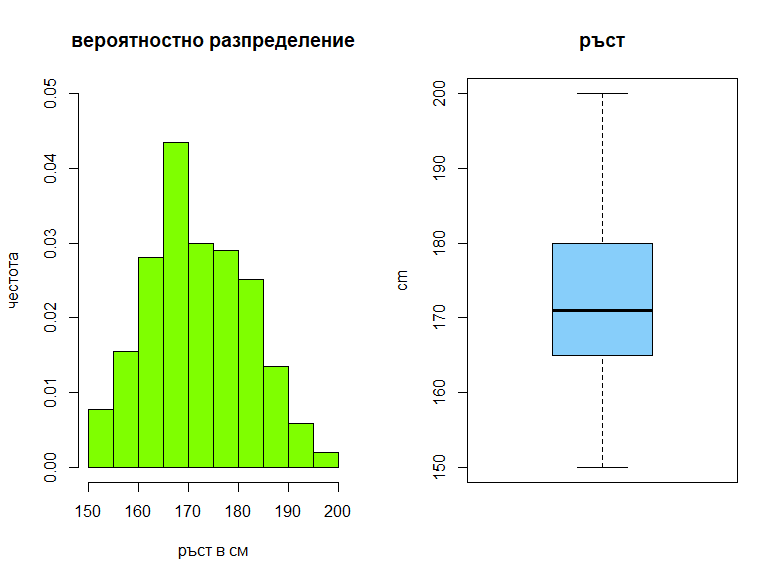 вероятностно разпределение
честота
0.05
0.04
0.03
0.02
0.01
0.00
150 160 170 180 190 200
ръст в см
ръст
cm
200
190
180
170
160
150